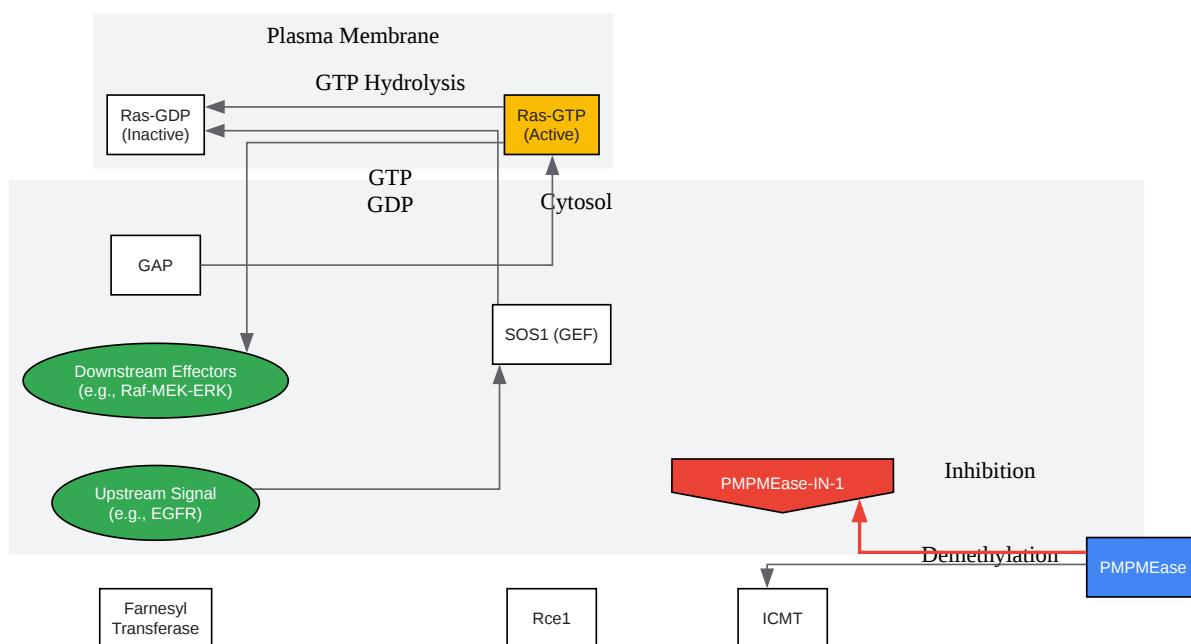 Plasma Membrane
GTP Hydrolysis
Ras-GDP
(Inactive)
Ras-GTP
(Active)
GTP
GDP
Cytosol
GAP
SOS1 (GEF)
Downstream Effectors
(e.g., Raf-MEK-ERK)
Upstream Signal
(e.g., EGFR)
PMPMEase-IN-1
Inhibition
Demethylation
PMPMEase
Farnesyl
Transferase
Rce1
ICMT